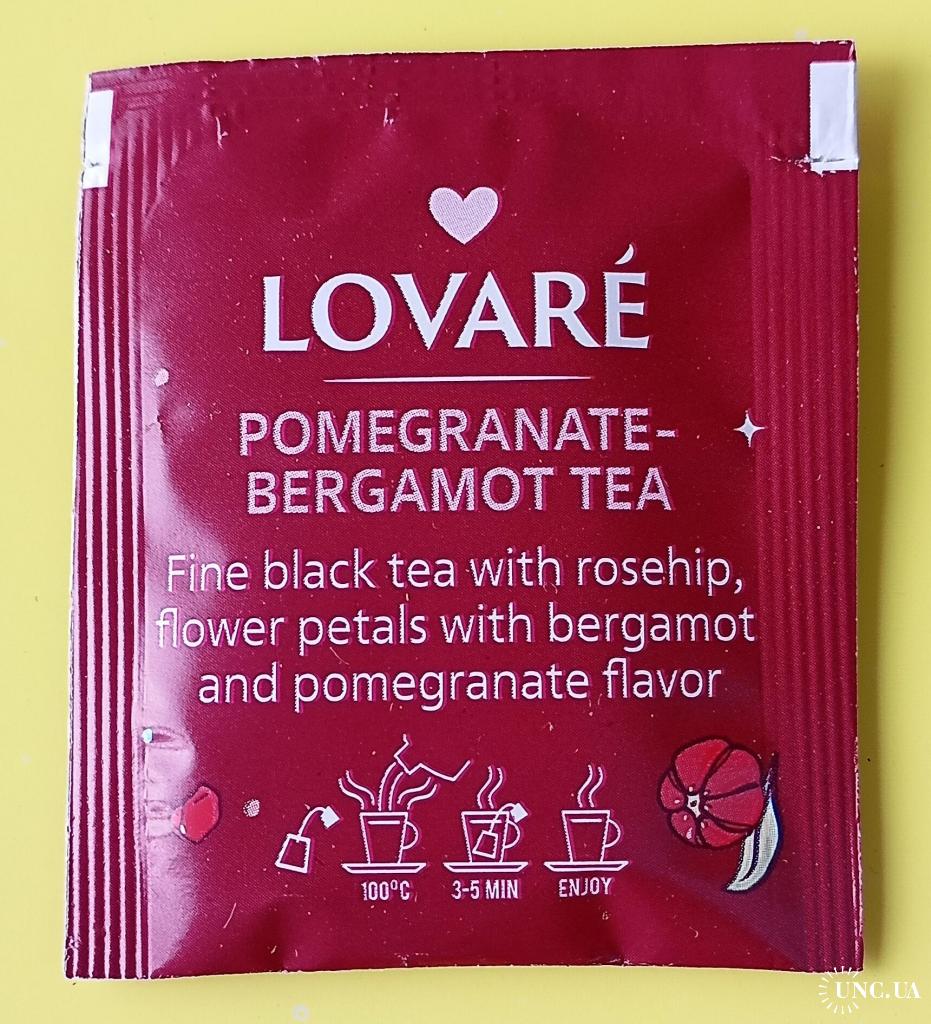 LOVARÉ
POMEGRANATE-
BERGAMOT TEA
Fine black tea with rosehip,
flower petals with bergamot
and pomegranate flavor
100°C 3-5 MIN ENJOY
UNC.UA